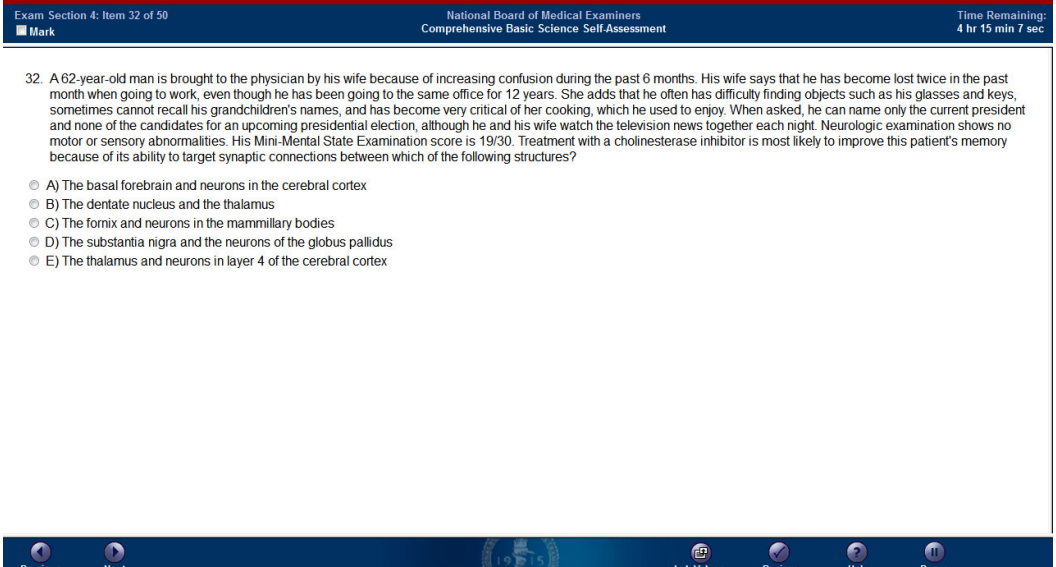 Exam Section 4: Item 32 of 50
National Board of Medical Examiners
Time Remaining:
Mark
Comprehensive Basic Science Self-Assessment
4 hr 15 min 7 sec
32. A 62-year-old man is brought to the physician by his wife because of increasing confusion during the past 6 months. His wife says that he has become lost twice in the past
month when going to work, even though he has been going to the same office for 12 years. She adds that he often has difficulty finding objects such as his glasses and keys,
sometimes cannot recall his grandchildren's names, and has become very critical of her cooking, which he used to enjoy. When asked, he can name only the current president
and none of the candidates for an upcoming presidential election, although he and his wife watch the television news together each night. Neurologic examination shows no
motor or sensory abnormalities. His Mini-Mental State Examination score is 19/30. Treatment with a cholinesterase inhibitor is most likely to improve this patient's memory
because of its ability to target synaptic connections between which of the following structures?
A) The basal forebrain and neurons in the cerebral cortex
B) The dentate nucleus and the thalamus
C) The fornix and neurons in the mammillary bodies
D) The substantia nigra and the neurons of the globus pallidus
E) The thalamus and neurons in layer 4 of the cerebral cortex
1915